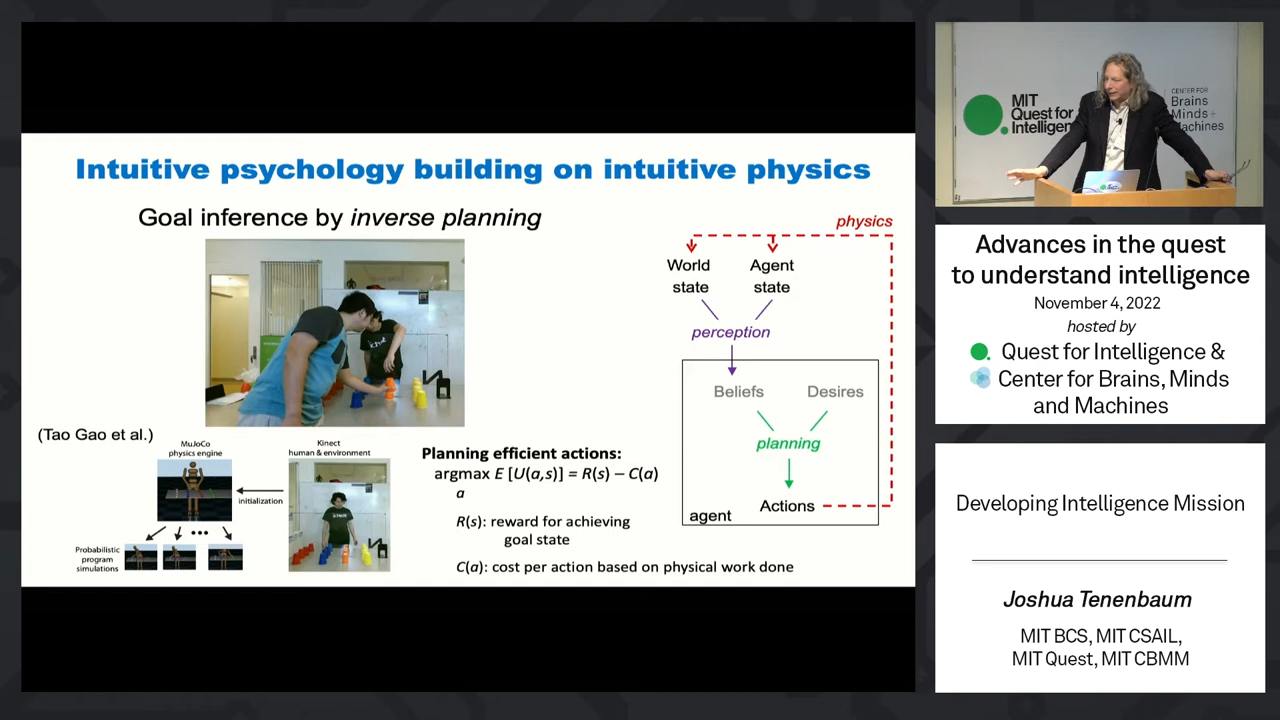 Intuitive psychology building on intuitive physics
Goal inference by inverse planning
(Tao Gao et al.)
MuJoCo
physics engine
Kinect
human & environment
initialization
Probabilistic
program
simulations
Planning efficient actions:
argmax E [U(a,s)] = R(s) – C(a)
a
R(s): reward for achieving
goal state
C(a): cost per action based on physical work done
physics
World
state
Agent
state
perception
Beliefs
Desires
planning
Actions
agent
MIT
Quest for
Intelligen
CENTER FOR
Brains
Minds+
achines
Advances in the quest
to understand intelligence
November 4, 2022
hosted by
Quest for Intelligence &
Center for Brains, Minds
and Machines
Developing Intelligence Mission
Joshua Tenenbaum
MIT BCS, MIT CSAIL,
MIT Quest, MIT CBMM